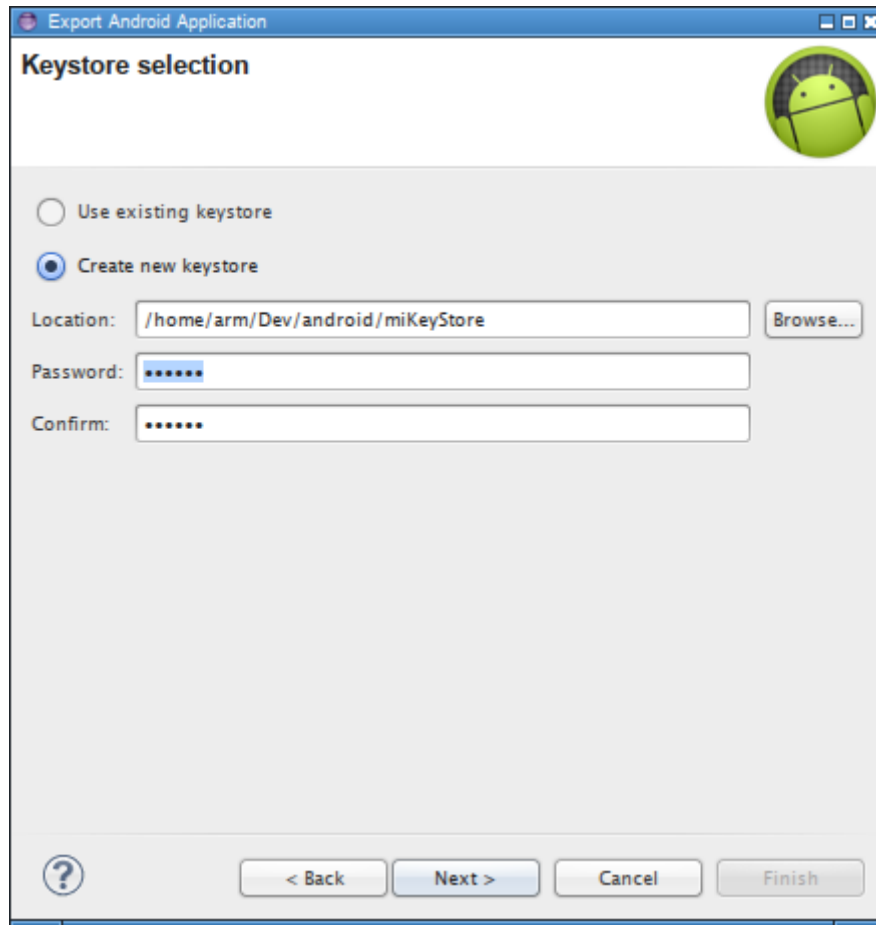 Export Android Application
Keystore selection
Use existing keystore
Create new keystore
Location: /home/arm/Dev/android/miKeyStore Browse...
Password: ••••••
Confirm: ••••••
? < Back Next > Cancel Finish